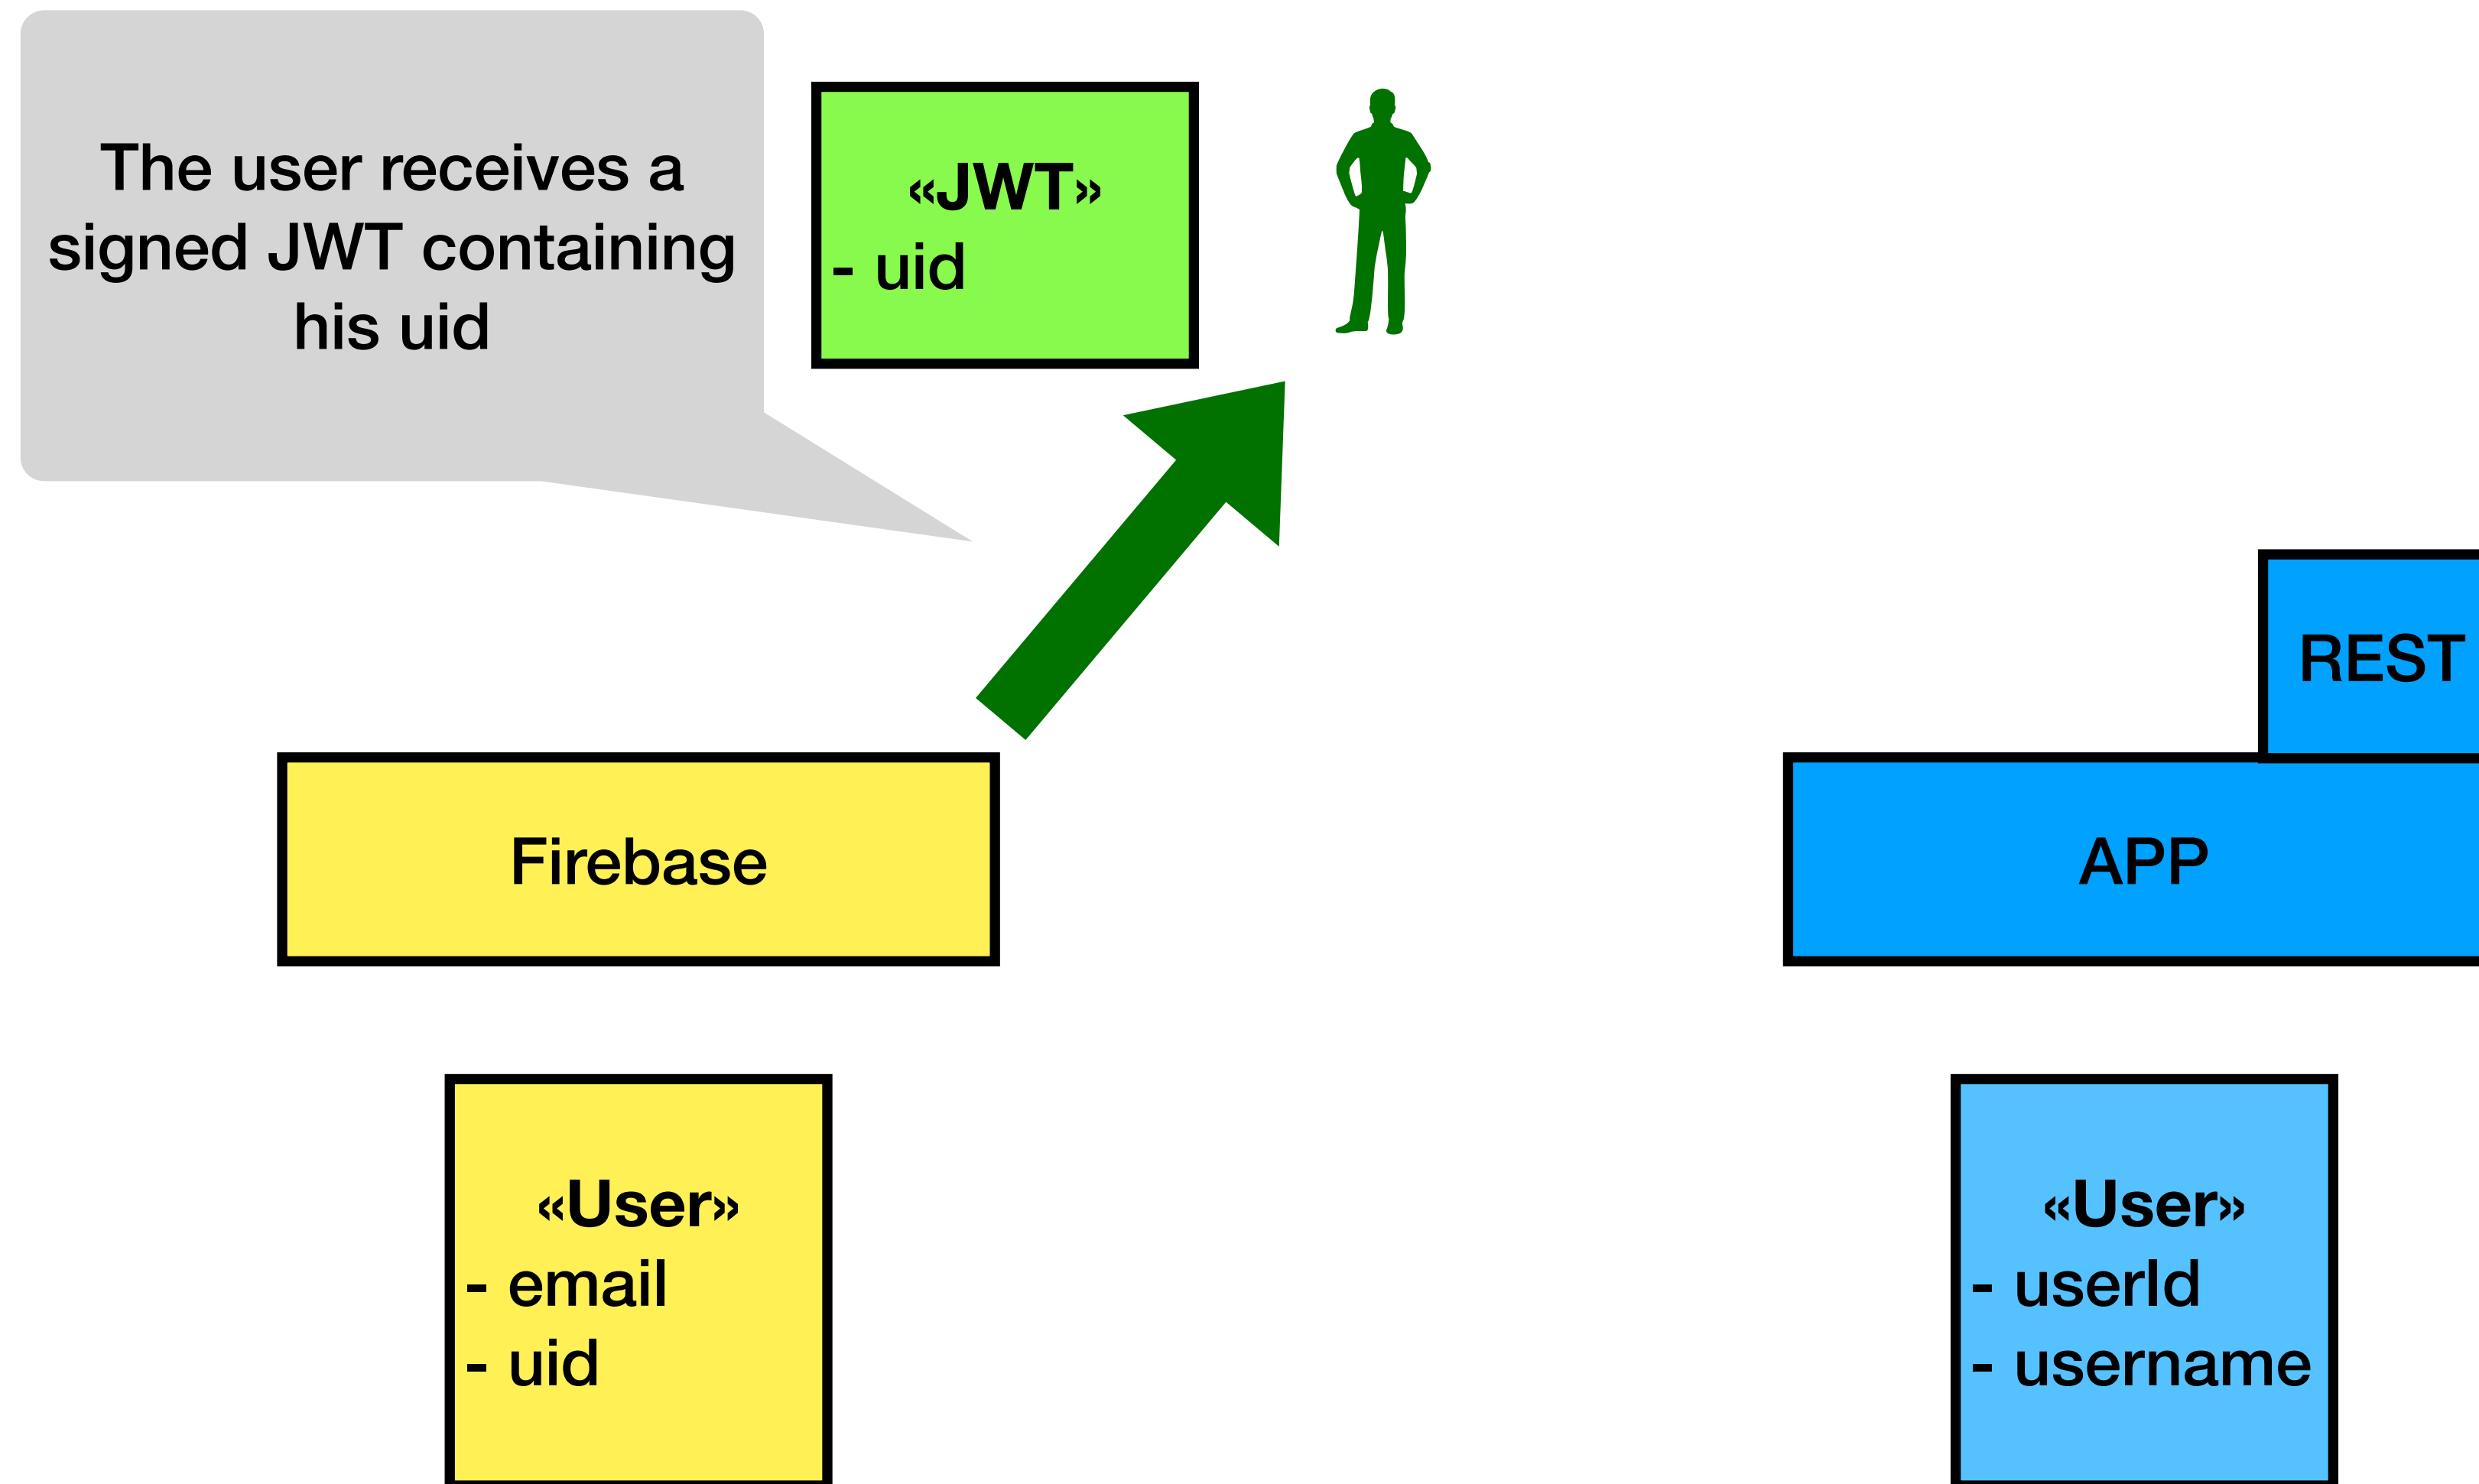 The user receives a
signed JWT containing
his uid
«JWT»
- uid
REST
Firebase
APP
«User»
- email
- uid
«User»
- userId
- username